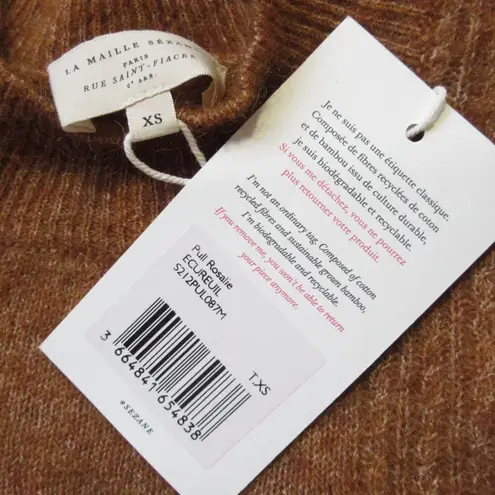 LA MAILLE SÉZANE
PARIS
RUE SAINT-FIACRE
2e ARR.
XS
Je ne suis pas une étiquette classique.
Composée de fibres recyclées de coton
et de bambou issu de culture durable,
je suis biodégradable et recyclable.
Si vous me détachez, vous ne pourrez
plus retourner votre produit.
I'm not an ordinary tag. Composed of cotton
recycled fibres and sustainable grown bamboo,
I'm biodegradable and recyclable.
If you remove me, you won't be able to return
your piece anymore.
Pull Rosalie
ECUREUIL
S212PUL087M
3 664841 654838
T.XS
#SEZANE